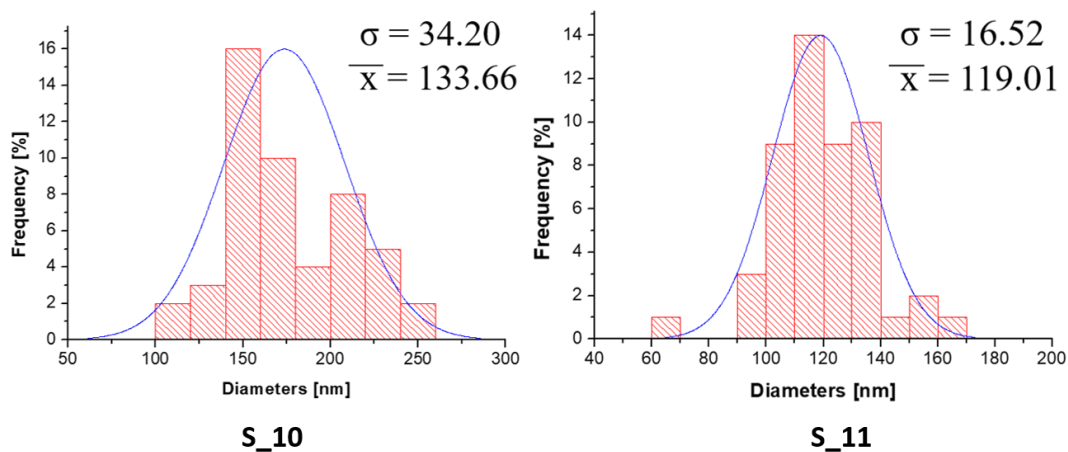 σ = 34.20
x = 133.66
16
14
12
10
8
6
4
2
0
Frequency [%]
50 100 150 200 250 300
Diameters [nm]
S_10
σ = 16.52
x = 119.01
14
12
10
8
6
4
2
0
Frequency [%]
40 60 80 100 120 140 160 180 200
Diameters [nm]
S_11